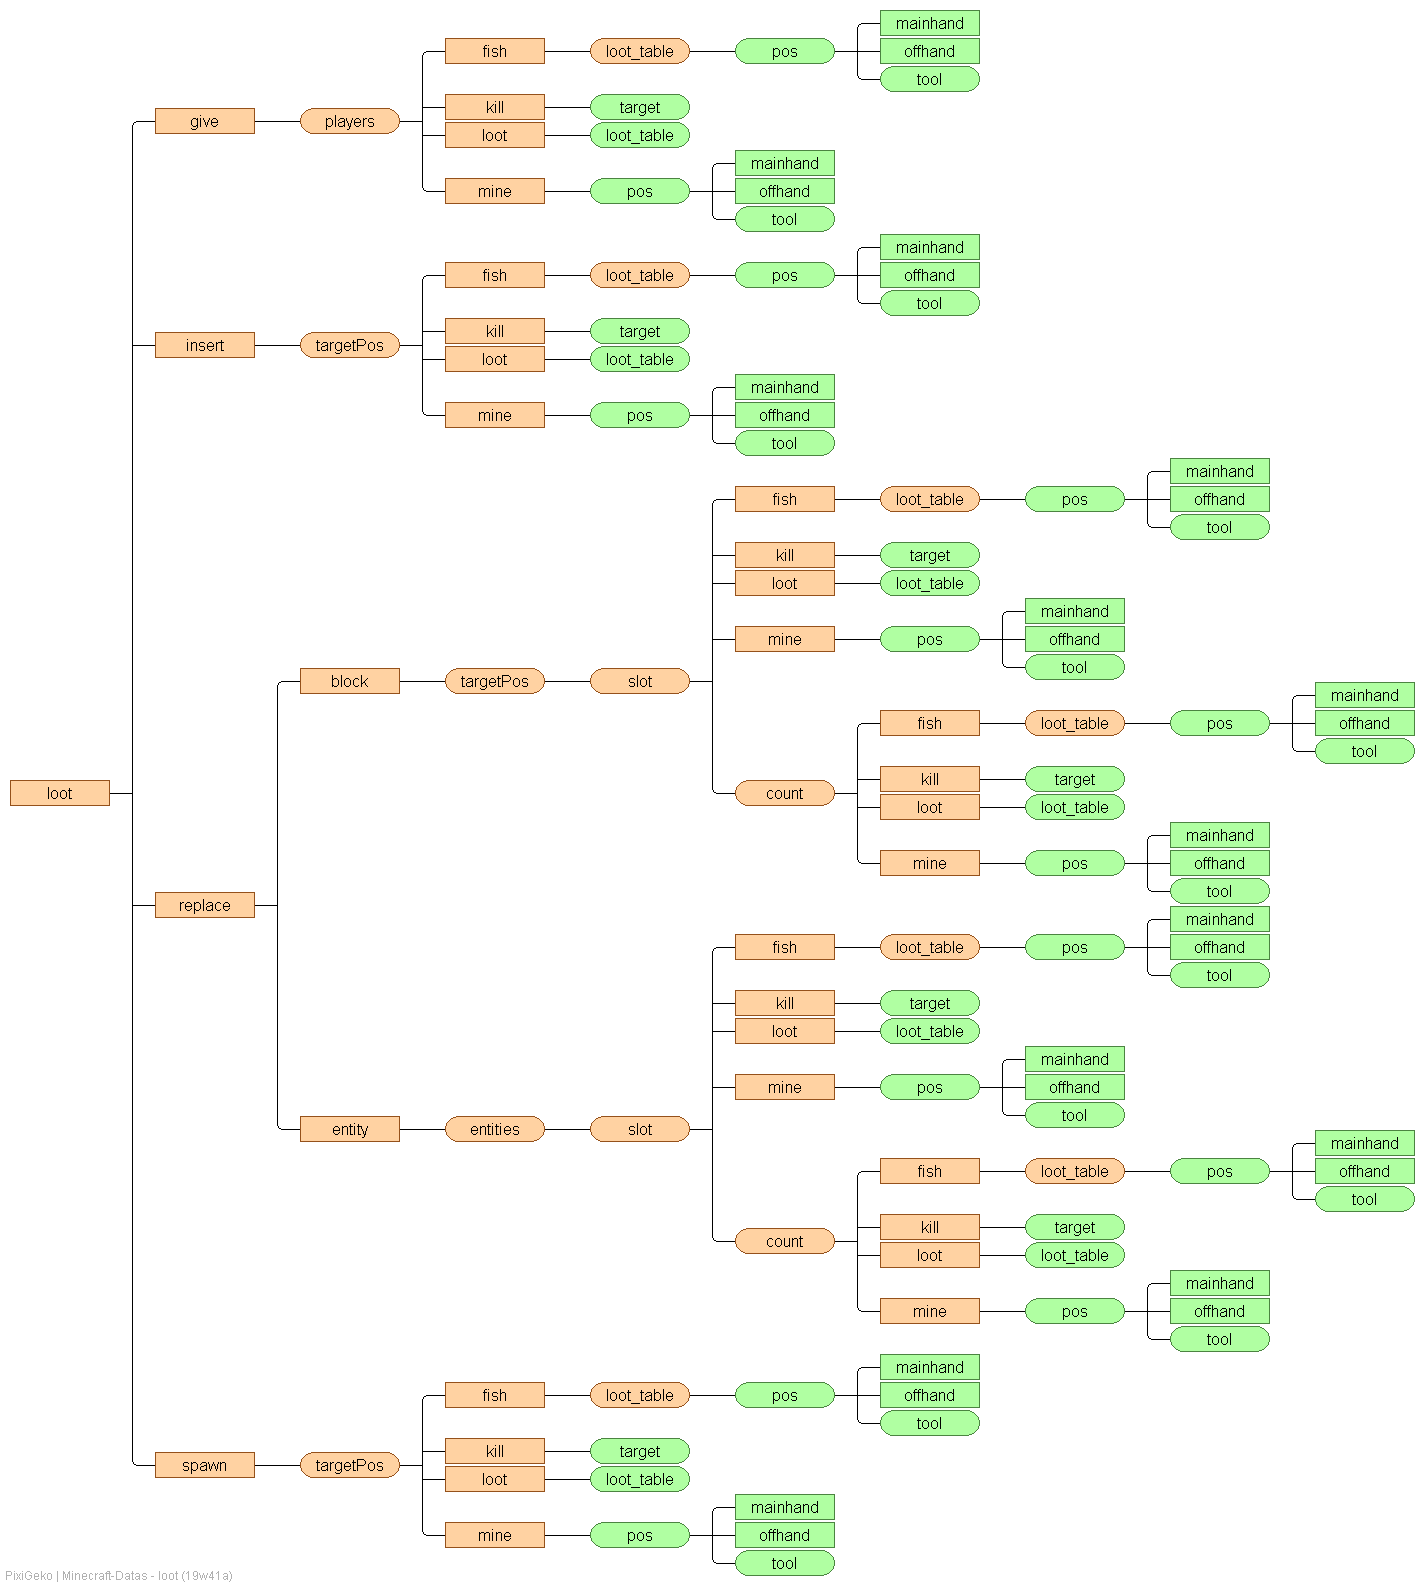 mainhand
fish loot_table pos offhand
tool
kill target
give players
loot loot_table
mainhand
mine pos offhand
tool
mainhand
fish loot_table pos offhand
tool
kill target
insert targetPos
loot loot_table
mainhand
mine pos offhand
tool
mainhand
fish loot_table pos offhand
tool
kill target
loot loot_table
mainhand
mine pos offhand
tool
block targetPos slot
mainhand
fish loot_table pos offhand
tool
kill target
loot count
loot loot_table
mainhand
mine pos offhand
tool
replace
mainhand
fish loot_table pos offhand
tool
kill target
loot loot_table
mainhand
mine pos offhand
tool
entity entities slot
mainhand
fish loot_table pos offhand
tool
kill target
count
loot loot_table
mainhand
mine pos offhand
tool
mainhand
fish loot_table pos offhand
tool
kill target
spawn targetPos
loot loot_table
mainhand
mine pos offhand
tool
PixiGeko | Minecraft-Datas - loot (19w41a)